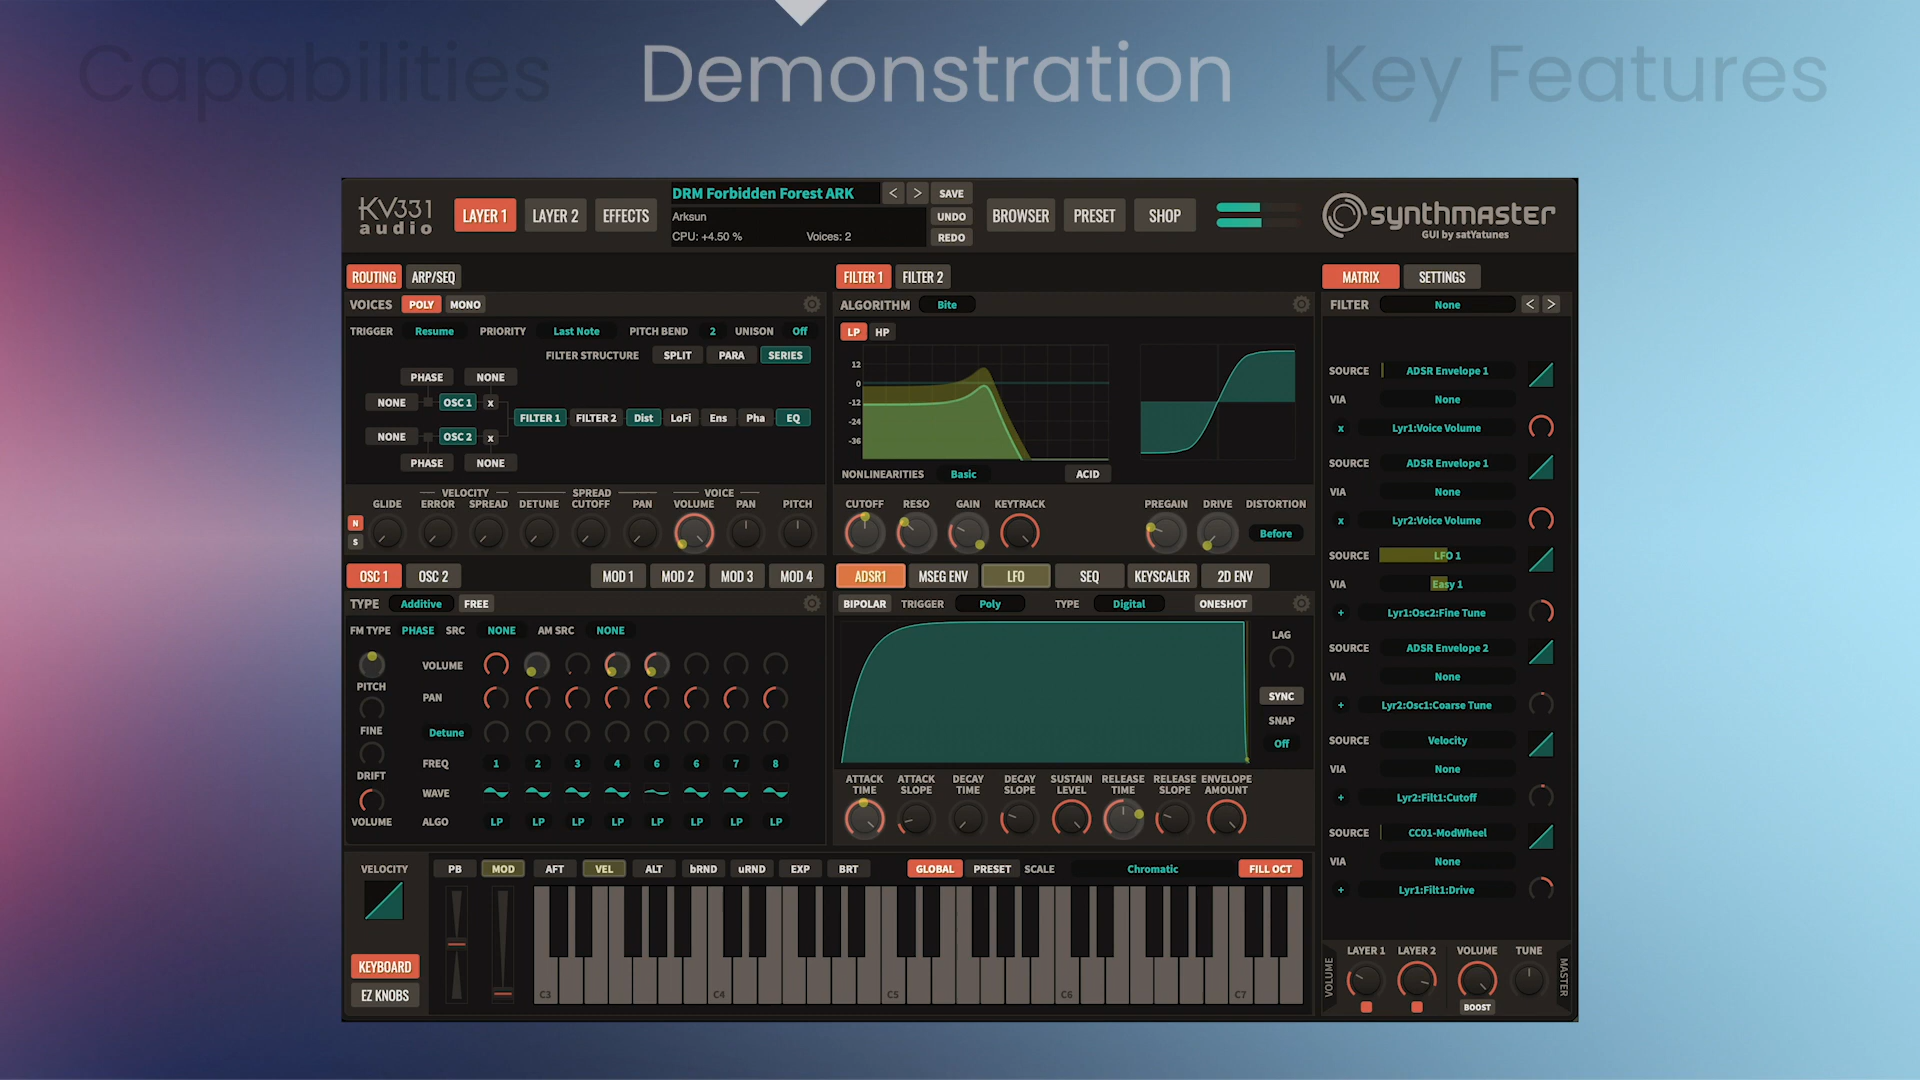 Capabilities Demonstration Key Features
KV331 audio LAYER 1 LAYER 2 EFFECTS
DRM Forbidden Forest ARK < > SAVE
Arksun UNDO
CPU: +4.50 % Voices: 2 REDO
BROWSER PRESET SHOP
synthmaster
GUI by satYatunes
ROUTING ARP/SEQ
VOICES POLY MONO
TRIGGER Resume PRIORITY Last Note PITCH BEND 2 UNISON Off
FILTER STRUCTURE SPLIT PARA SERIES
PHASE NONE
NONE OSC 1 x
FILTER 1 FILTER 2 Dist LoFi Ens Pha EQ
NONE OSC 2 x
PHASE NONE
VELOCITY SPREAD VOICE
GLIDE ERROR SPREAD DETUNE CUTOFF PAN VOLUME PAN PITCH
N
S
FILTER 1 FILTER 2
ALGORITHM Bite
LP HP
12
0
-12
-24
-36
NONLINEARITIES Basic ACID
CUTOFF RESO GAIN KEYTRACK PREGAIN DRIVE DISTORTION
Before
OSC 1 OSC 2 MOD 1 MOD 2 MOD 3 MOD 4
TYPE Additive FREE
FM TYPE PHASE SRC NONE AM SRC NONE
VOLUME
PITCH
PAN
FINE
Detune
FREQ 1 2 3 4 6 6 7 8
DRIFT
WAVE
VOLUME
ALGO LP LP LP LP LP LP LP LP
ADSR1 MSEG ENV LFO SEQ KEYSCALER 2D ENV
BIPOLAR TRIGGER Poly TYPE Digital ONESHOT
LAG
SYNC
SNAP
Off
ATTACK TIME ATTACK SLOPE DECAY TIME DECAY SLOPE SUSTAIN LEVEL RELEASE TIME RELEASE SLOPE ENVELOPE AMOUNT
MATRIX SETTINGS
FILTER None < >
SOURCE ADSR Envelope 1
VIA None
x Lyr1:Voice Volume
SOURCE ADSR Envelope 1
VIA None
x Lyr2:Voice Volume
SOURCE LFO 1
VIA Easy 1
+ Lyr1:Osc2:Fine Tune
SOURCE ADSR Envelope 2
VIA None
+ Lyr2:Osc1:Coarse Tune
SOURCE Velocity
VIA None
+ Lyr2:Filt1:Cutoff
SOURCE CC01-ModWheel
VIA None
+ Lyr1:Filt1:Drive
VELOCITY PB MOD AFT VEL ALT bRND uRND EXP BRT GLOBAL PRESET SCALE Chromatic FILL OCT
KEYBOARD
EZ KNOBS
C3 C4 C5 C6 C7
VOLUME LAYER 1 LAYER 2 VOLUME TUNE MASTER
BOOST